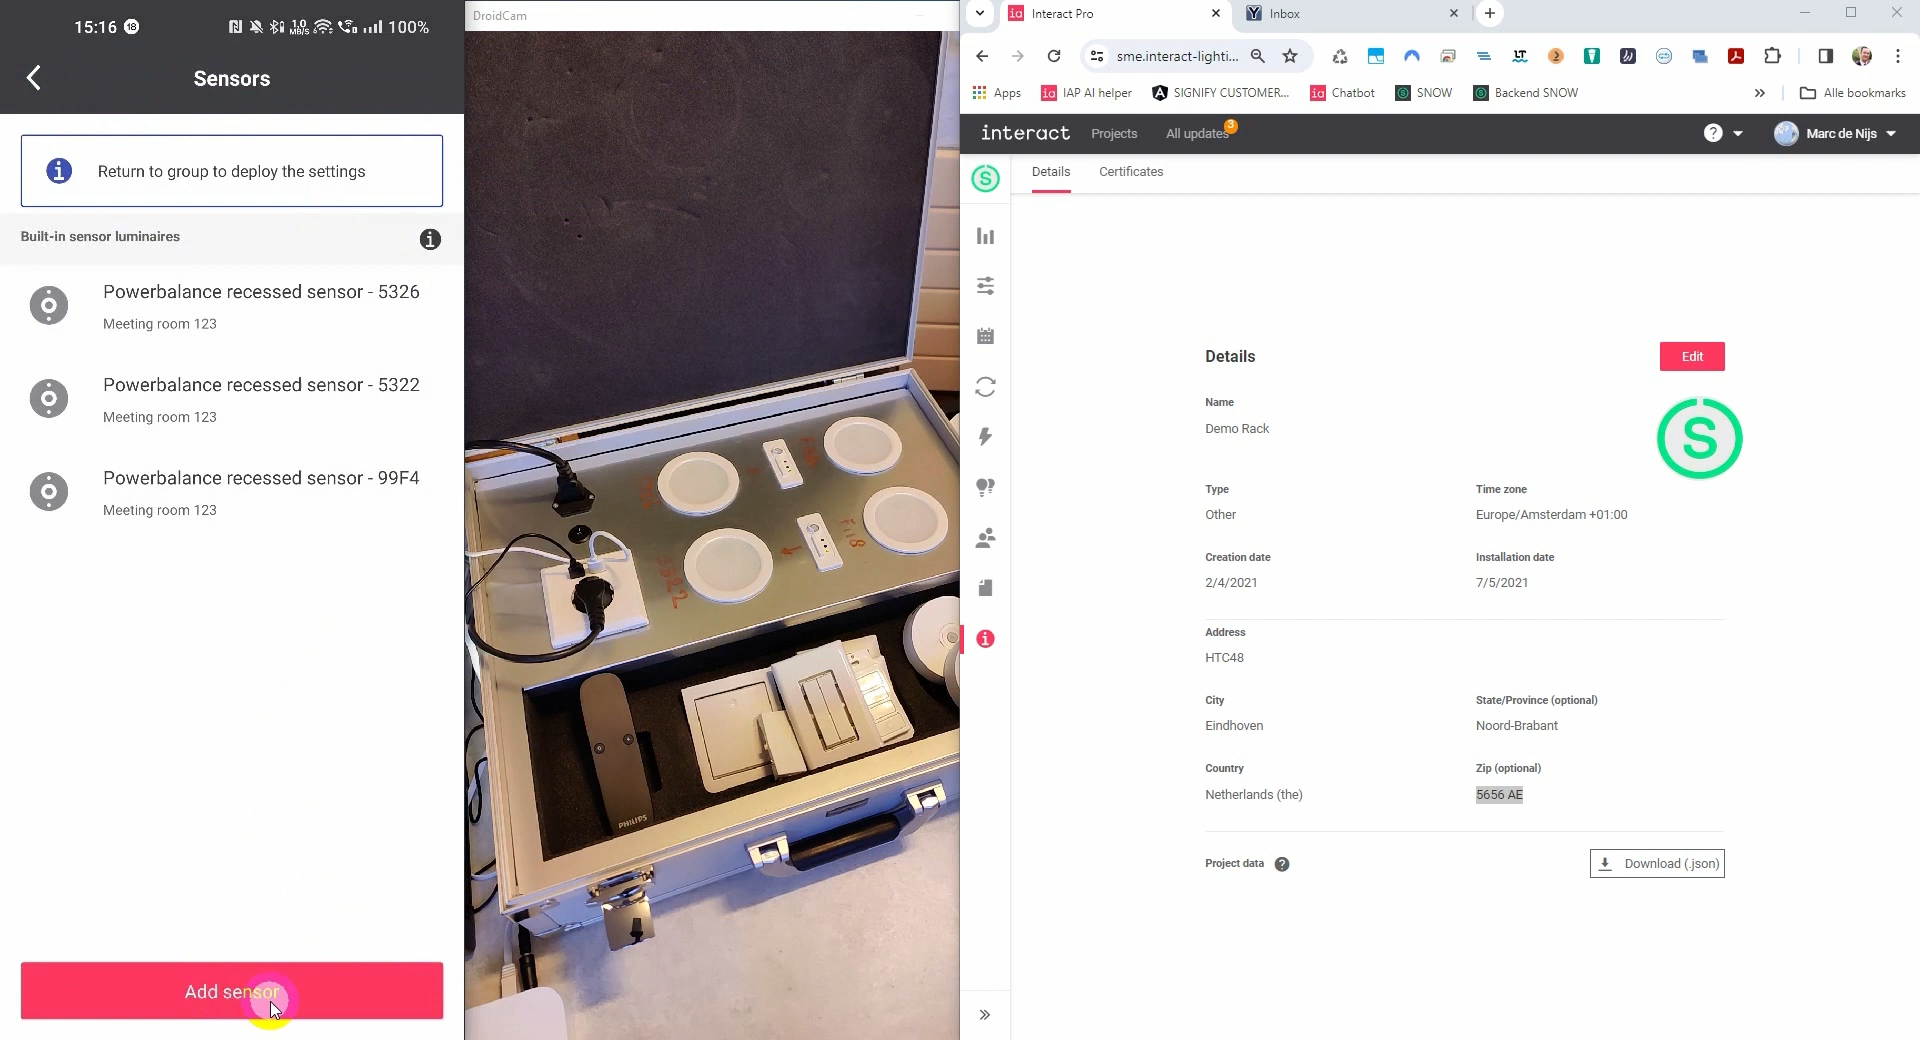 15:16 18 1.0 MB/S 100%
Sensors
Return to group to deploy the settings
Built-in sensor luminaires
Powerbalance recessed sensor - 5326
Meeting room 123
Powerbalance recessed sensor - 5322
Meeting room 123
Powerbalance recessed sensor - 99F4
Meeting room 123
Add sensor
DroidCam
5322
PHILIPS
Interact Pro
Inbox
sme.interact-lighti...
Apps
IAP AI helper
SIGNIFY CUSTOMER...
Chatbot
SNOW
Backend SNOW
»
Alle bookmarks
interact
Projects
All updates
3
Marc de Nijs
Details
Certificates
Details
Edit
Name
Demo Rack
Type
Time zone
Other
Europe/Amsterdam +01:00
Creation date
Installation date
2/4/2021
7/5/2021
Address
HTC48
City
State/Province (optional)
Eindhoven
Noord-Brabant
Country
Zip (optional)
Netherlands (the)
5656 AE
Project data
Download (.json)